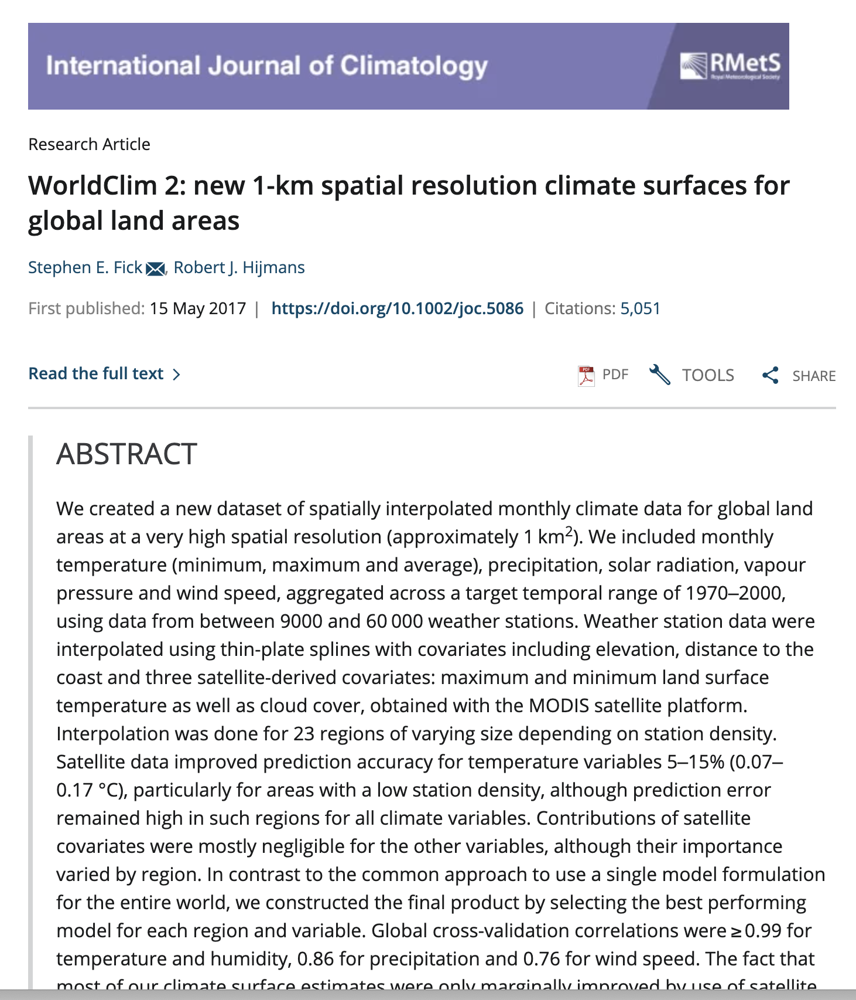 International Journal of Climatology
RMetS
Royal Meteorological Society
Research Article
WorldClim 2: new 1-km spatial resolution climate surfaces for
global land areas
Stephen E. Fick, Robert J. Hijmans
First published: 15 May 2017 | https://doi.org/10.1002/joc.5086 | Citations: 5,051
Read the full text
PDF PDF TOOLS SHARE
ABSTRACT
We created a new dataset of spatially interpolated monthly climate data for global land
areas at a very high spatial resolution (approximately 1 km²). We included monthly
temperature (minimum, maximum and average), precipitation, solar radiation, vapour
pressure and wind speed, aggregated across a target temporal range of 1970–2000,
using data from between 9000 and 60 000 weather stations. Weather station data were
interpolated using thin-plate splines with covariates including elevation, distance to the
coast and three satellite-derived covariates: maximum and minimum land surface
temperature as well as cloud cover, obtained with the MODIS satellite platform.
Interpolation was done for 23 regions of varying size depending on station density.
Satellite data improved prediction accuracy for temperature variables 5–15% (0.07–
0.17 °C), particularly for areas with a low station density, although prediction error
remained high in such regions for all climate variables. Contributions of satellite
covariates were mostly negligible for the other variables, although their importance
varied by region. In contrast to the common approach to use a single model formulation
for the entire world, we constructed the final product by selecting the best performing
model for each region and variable. Global cross-validation correlations were ≥ 0.99 for
temperature and humidity, 0.86 for precipitation and 0.76 for wind speed. The fact that
most of our climate surface estimates were only marginally improved by use of satellite